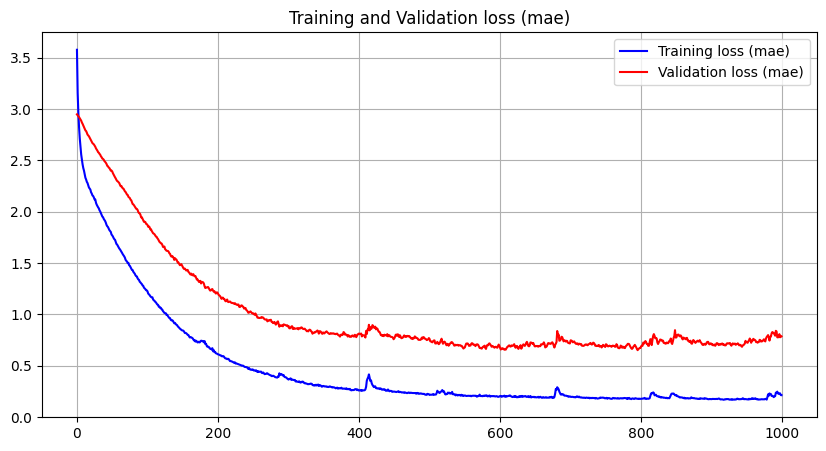 Training and Validation loss (mae)
Training loss (mae)
Validation loss (mae)
3.5
3.0
2.5
2.0
1.5
1.0
0.5
0.0
0 200 400 600 800 1000